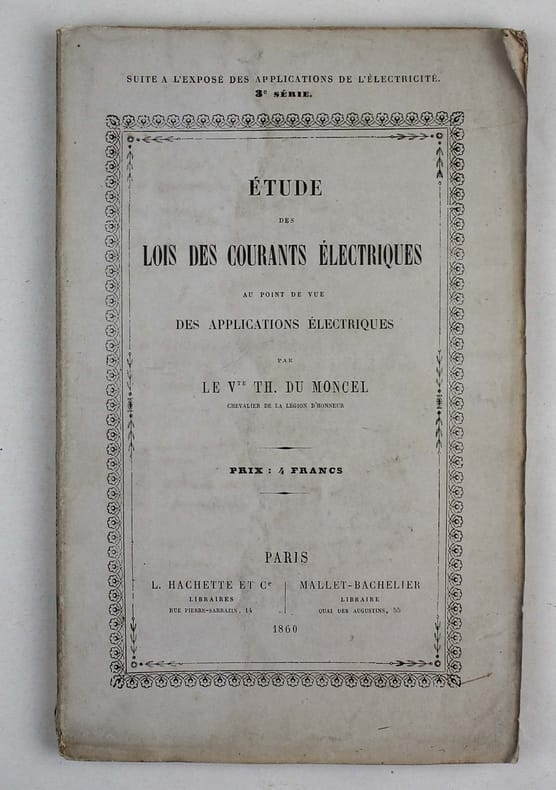 SUITE A L'EXPOSÉ DES APPLICATIONS DE L'ÉLECTRICITÉ.
3e SÉRIE.
ÉTUDE
DES
LOIS DES COURANTS ÉLECTRIQUES
AU POINT DE VUE
DES APPLICATIONS ÉLECTRIQUES
PAR
LE VTE TH. DU MONCEL
CHEVALIER DE LA LÉGION D'HONNEUR
PRIX : 4 FRANCS
PARIS
L. HACHETTE ET Ce
LIBRAIRES
RUE PIERRE-SARRAZIN, 14
MALLET-BACHELIER
LIBRAIRE
QUAI DES AUGUSTINS, 55
1860